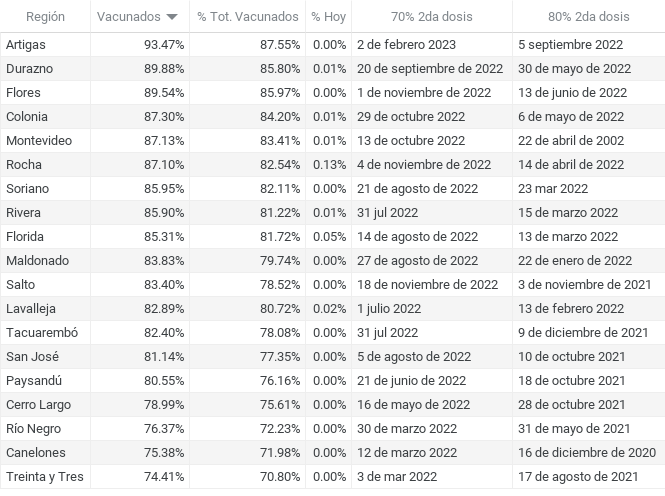 Región Vacunados % Tot. Vacunados % Hoy 70% 2da dosis 80% 2da dosis
Artigas 93.47% 87.55% 0.00% 2 de febrero 2023 5 septiembre 2022
Durazno 89.88% 85.80% 0.01% 20 de septiembre de 2022 30 de mayo de 2022
Flores 89.54% 85.97% 0.00% 1 de noviembre de 2022 13 de junio de 2022
Colonia 87.30% 84.20% 0.01% 29 de octubre 2022 6 de mayo de 2022
Montevideo 87.13% 83.41% 0.01% 13 de octubre 2022 22 de abril de 2002
Rocha 87.10% 82.54% 0.13% 4 de noviembre de 2022 14 de abril de 2022
Soriano 85.95% 82.11% 0.00% 21 de agosto de 2022 23 mar 2022
Rivera 85.90% 81.22% 0.01% 31 jul 2022 15 de marzo de 2022
Florida 85.31% 81.72% 0.05% 14 de agosto de 2022 13 de marzo de 2022
Maldonado 83.83% 79.74% 0.00% 27 de agosto de 2022 22 de enero de 2022
Salto 83.40% 78.52% 0.00% 18 de noviembre de 2022 3 de noviembre de 2021
Lavalleja 82.89% 80.72% 0.02% 1 julio 2022 13 de febrero de 2022
Tacuarembó 82.40% 78.08% 0.00% 31 jul 2022 9 de diciembre de 2021
San José 81.14% 77.35% 0.00% 5 de agosto de 2022 10 de octubre 2021
Paysandú 80.55% 76.16% 0.00% 21 de junio de 2022 18 de octubre 2021
Cerro Largo 78.99% 75.61% 0.00% 16 de mayo de 2022 28 de octubre 2021
Río Negro 76.37% 72.23% 0.00% 30 de marzo de 2022 31 de mayo de 2021
Canelones 75.38% 71.98% 0.00% 12 de marzo de 2022 16 de diciembre de 2020
Treinta y Tres 74.41% 70.80% 0.00% 3 de mar 2022 17 de agosto de 2021